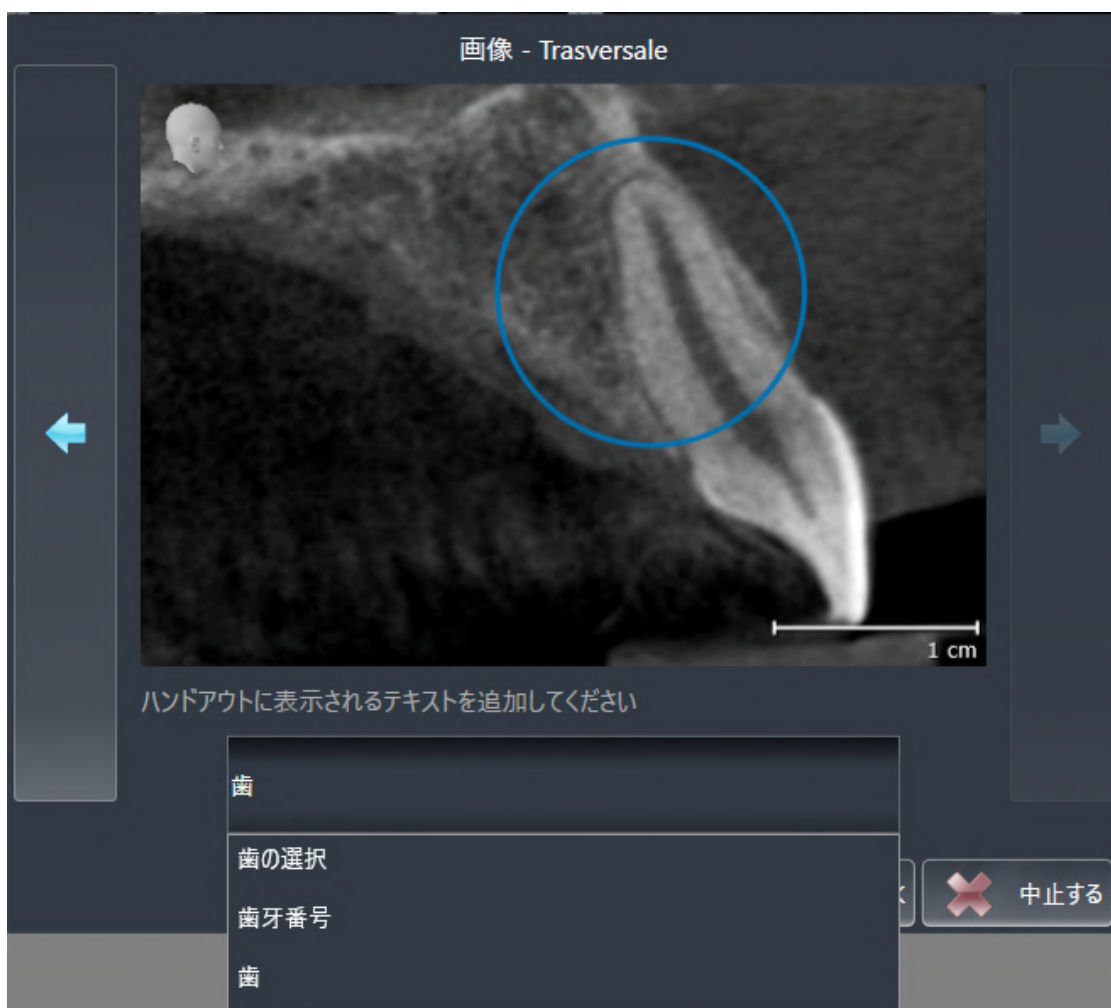 画像 - Trasversale
1 cm
ハンドアウトに表示されるテキストを追加してください
歯
歯の選択
歯牙番号
歯
中止する